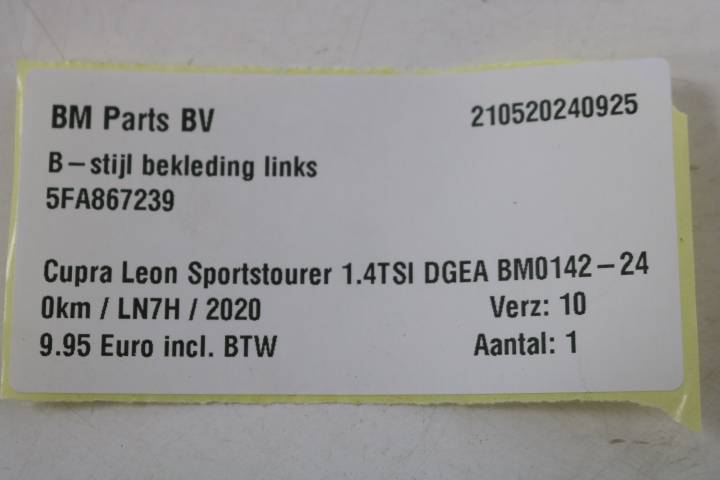 BM Parts BV 210520240925
B-stijl bekleding links
5FA867239
Cupra Leon Sportstourer 1.4TSI DGEA BM0142-24
0km / LN7H / 2020 Verz: 10
9.95 Euro incl. BTW Aantal: 1